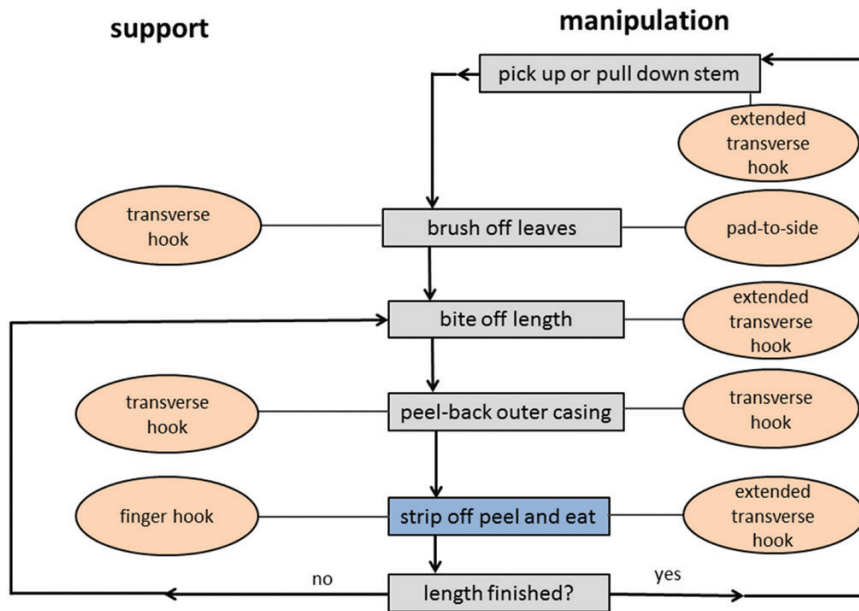 support
manipulation
pick up or pull down stem
extended
transverse
hook
transverse
hook
brush off leaves
pad-to-side
bite off length
extended
transverse
hook
transverse
hook
peel-back outer casing
transverse
hook
finger hook
strip off peel and eat
extended
transverse
hook
no
length finished?
yes